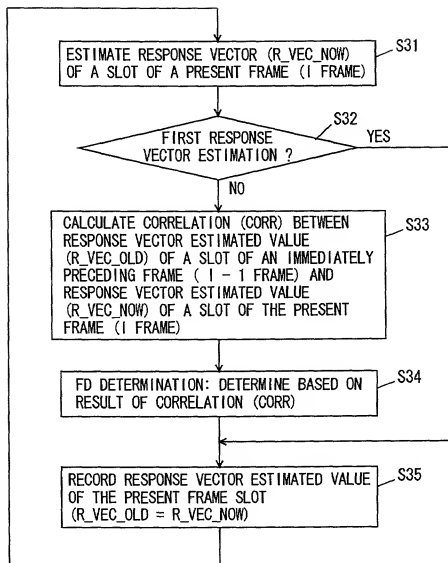 ESTIMATE RESPONSE VECTOR (R_VEC_NOW)
OF A SLOT OF A PRESENT FRAME (I FRAME)
S31
FIRST RESPONSE
VECTOR ESTIMATION ?
S32
YES
NO
CALCULATE CORRELATION (CORR) BETWEEN
RESPONSE VECTOR ESTIMATED VALUE
(R_VEC_OLD) OF A SLOT OF AN IMMEDIATELY
PRECEDING FRAME ( I - 1 FRAME) AND
RESPONSE VECTOR ESTIMATED VALUE
(R_VEC_NOW) OF A SLOT OF THE PRESENT
FRAME (I FRAME)
S33
FD DETERMINATION: DETERMINE BASED ON
RESULT OF CORRELATION (CORR)
S34
RECORD RESPONSE VECTOR ESTIMATED VALUE
OF THE PRESENT FRAME SLOT
(R_VEC_OLD = R_VEC_NOW)
S35